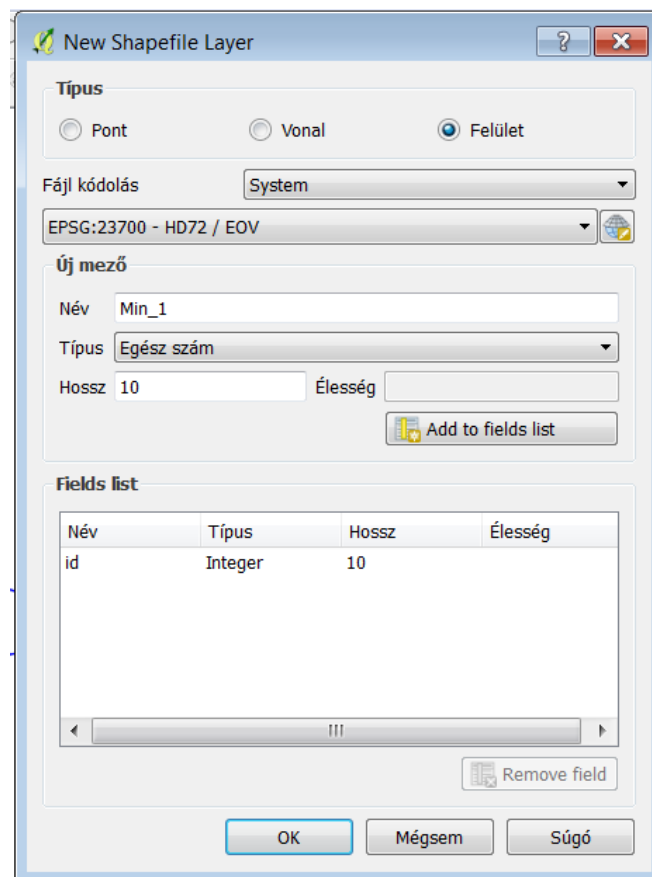 New Shapefile Layer
Típus
Pont Vonal Felület
Fájl kódolás System
EPSG:23700 - HD72 / EOV
Új mező
Név Min_1
Típus Egész szám
Hossz 10 Élesség
Add to fields list
Fields list
Név Típus Hossz Élesség
id Integer 10
Remove field
OK Mégsem Súgó